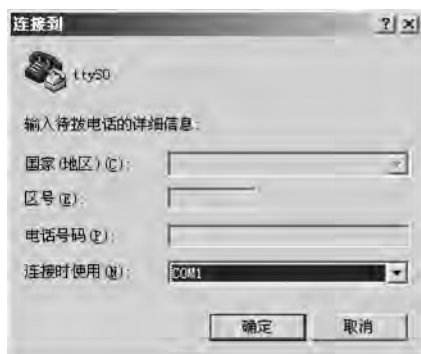 连接到
ttyS0
输入待拨电话的详细信息:
国家(地区)(C):
区号(E):
电话号码(P):
连接时使用(N):
COM1
确定
取消